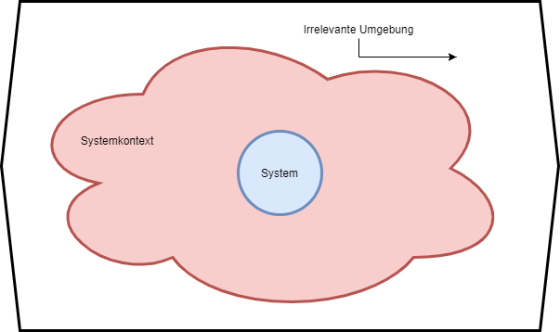 Irrelevante Umgebung
Systemkontext
System